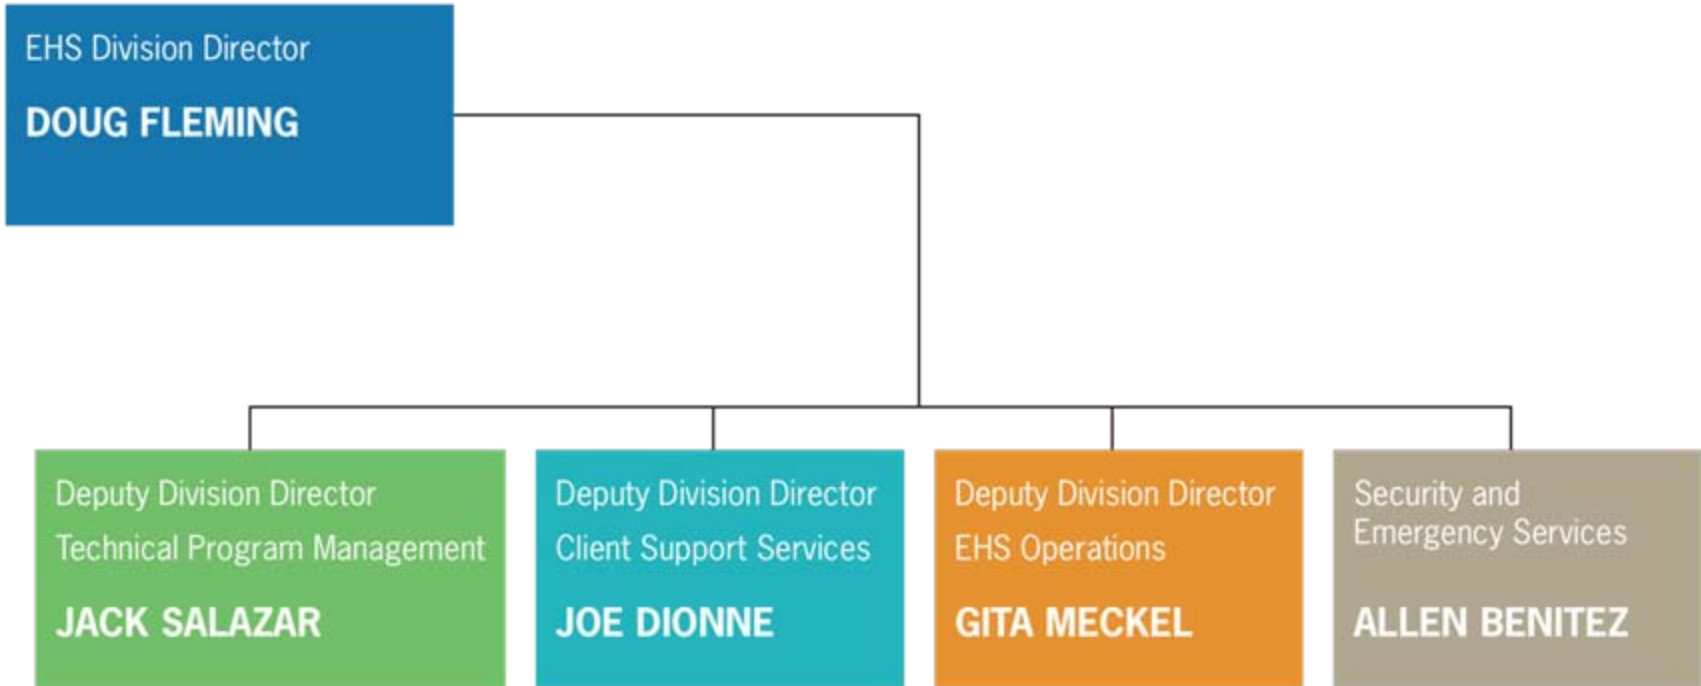 EHS Division Director
DOUG FLEMING
Deputy Division Director
Technical Program Management
JACK SALAZAR
Deputy Division Director
Client Support Services
JOE DIONNE
Deputy Division Director
EHS Operations
GITA MECKEL
Security and
Emergency Services
ALLEN BENITEZ